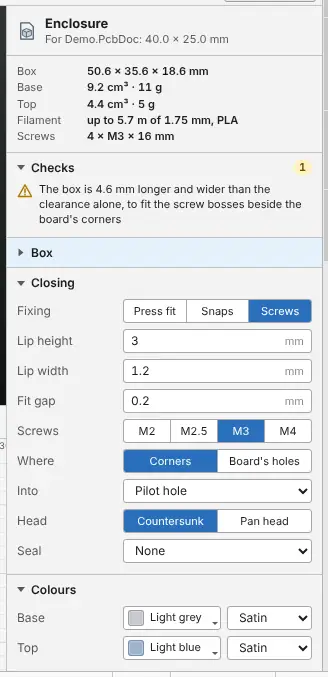 Enclosure
For Demo.PcbDoc: 40.0 × 25.0 mm
Box 50.6 × 35.6 × 18.6 mm
Base 9.2 cm³ · 11 g
Top 4.4 cm³ · 5 g
Filament up to 5.7 m of 1.75 mm, PLA
Screws 4 × M3 × 16 mm
Checks 1
The box is 4.6 mm longer and wider than the
clearance alone, to fit the screw bosses beside the
board's corners
Box
Closing
Fixing Press fit Snaps Screws
Lip height 3 mm
Lip width 1.2 mm
Fit gap 0.2 mm
Screws M2 M2.5 M3 M4
Where Corners Board's holes
Into Pilot hole
Head Countersunk Pan head
Seal None
Colours
Base Light grey Satin
Top Light blue Satin